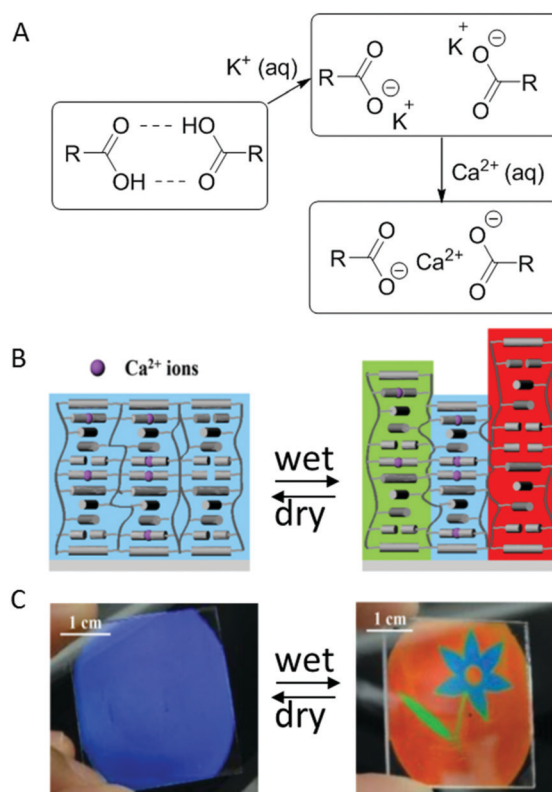 A
K⁺ (aq)
R O O⊖ K⁺ K⁺ O⊖ O R
R O OH HO O R
Ca²⁺ (aq)
R O O⊖ Ca²⁺ O⊖ O R
B
Ca²⁺ ions
wet
dry
C
1 cm
wet
dry
1 cm